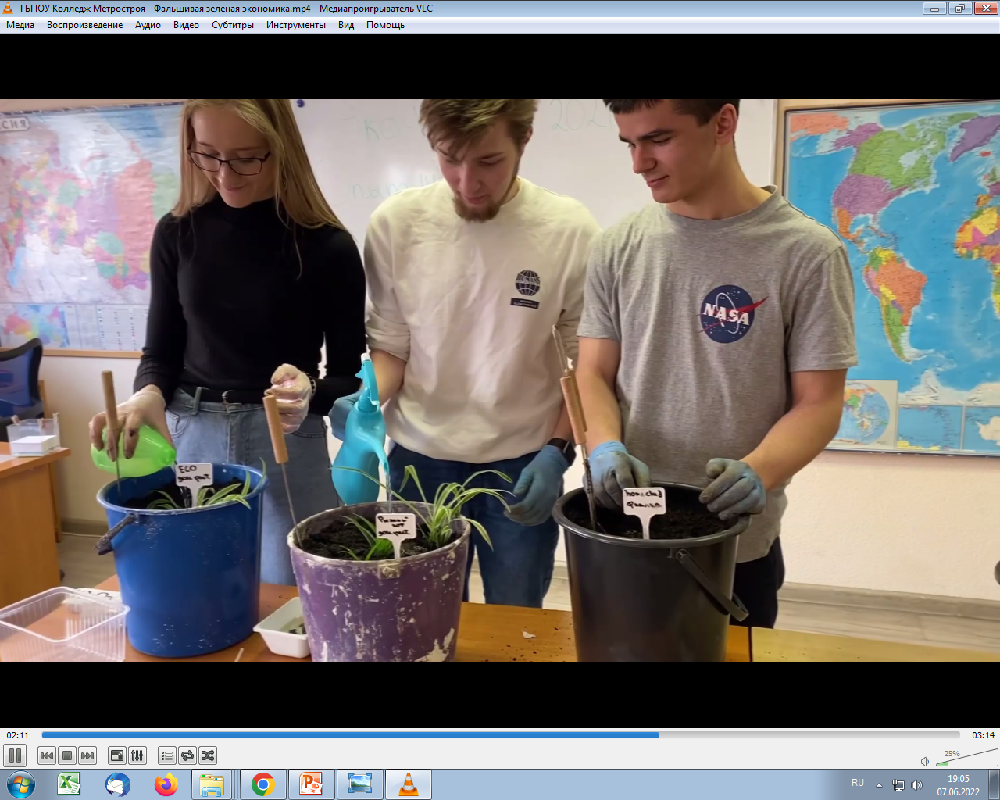 ГБПОУ Колледж Метростроя _ Фальшивая зеленая экономика.mp4 - Медиапроигрыватель VLC
Медиа Воспроизведение Аудио Видео Субтитры Инструменты Вид Помощь
NASA
ECO
02:11
03:14
25%
RU
19:05
07.06.2022